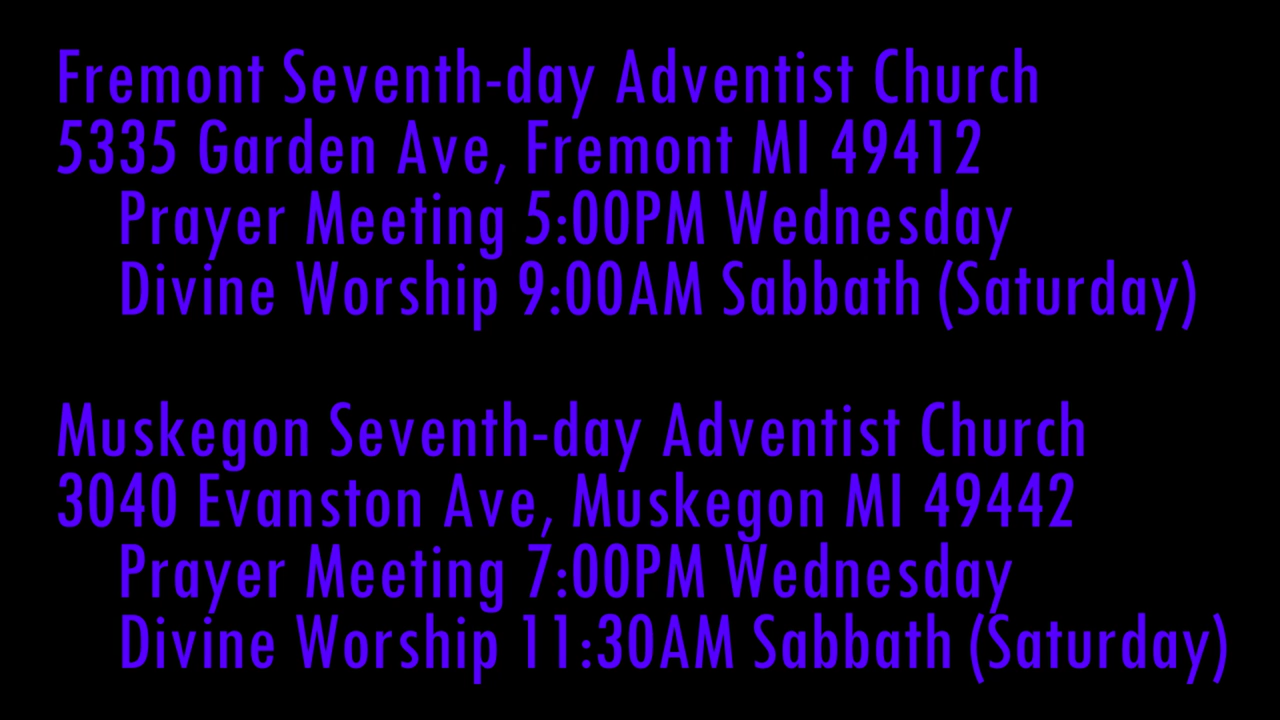 Fremont Seventh-day Adventist Church
5335 Garden Ave, Fremont MI 49412
Prayer Meeting 5:00PM Wednesday
Divine Worship 9:00AM Sabbath (Saturday)
Muskegon Seventh-day Adventist Church
3040 Evanston Ave, Muskegon MI 49442
Prayer Meeting 7:00PM Wednesday
Divine Worship 11:30AM Sabbath (Saturday)